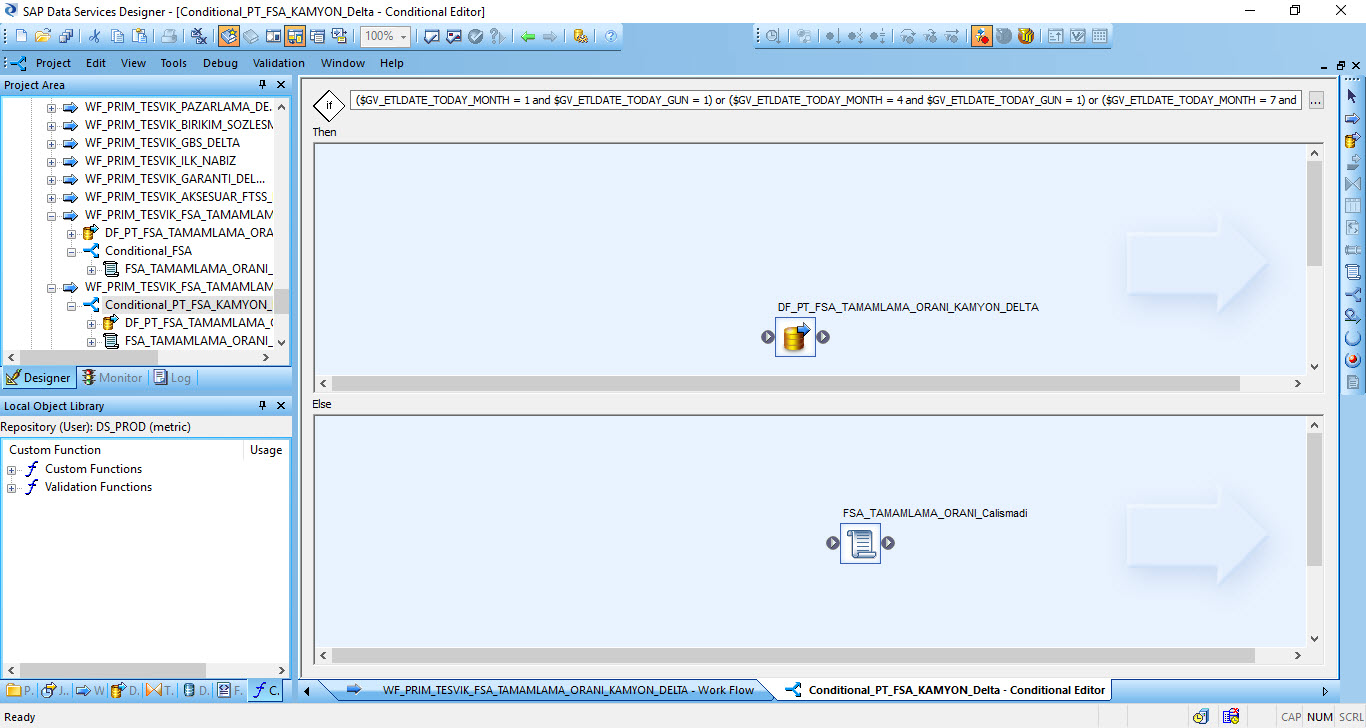 SAP Data Services Designer - [Conditional_PT_FSA_KAMYON_Delta - Conditional Editor]
100%
Project Edit View Tools Debug Validation Window Help
Project Area
WF_PRIM_TESVIK_PAZARLAMA_DE.
WF_PRIM_TESVIK_BIRIKIM_SOZLESM
WF_PRIM_TESVIK_GBS_DELTA
WF_PRIM_TESVIK_ILK_NABIZ
WF_PRIM_TESVIK_GARANTI_DEL...
WF_PRIM_TESVIK_AKSESUAR_FTSS_
WF_PRIM_TESVIK_FSA_TAMAMLAM
DF_PT_FSA_TAMAMLAMA_ORA
Conditional_FSA
FSA_TAMAMLAMA_ORANI_
WF_PRIM_TESVIK_FSA_TAMAMLAM
Conditional_PT_FSA_KAMYON_
DF_PT_FSA_TAMAMLAMA_O
FSA_TAMAMLAMA_ORANI_
Designer Monitor Log
Local Object Library
Repository (User): DS_PROD (metric)
Custom Function Usage
Custom Functions
Validation Functions
P. J.. W D. T. D. F. C.
if
($GV_ETLDATE_TODAY_MONTH = 1 and $GV_ETLDATE_TODAY_GUN = 1) or ($GV_ETLDATE_TODAY_MONTH = 4 and $GV_ETLDATE_TODAY_GUN = 1) or ($GV_ETLDATE_TODAY_MONTH = 7 and
...
Then
DF_PT_FSA_TAMAMLAMA_ORANI_KAMYON_DELTA
Else
FSA_TAMAMLAMA_ORANI_Calismadi
WF_PRIM_TESVIK_FSA_TAMAMLAMA_ORANI_KAMYON_DELTA - Work Flow
Conditional_PT_FSA_KAMYON_Delta - Conditional Editor
Ready
CAP NUM SCRL